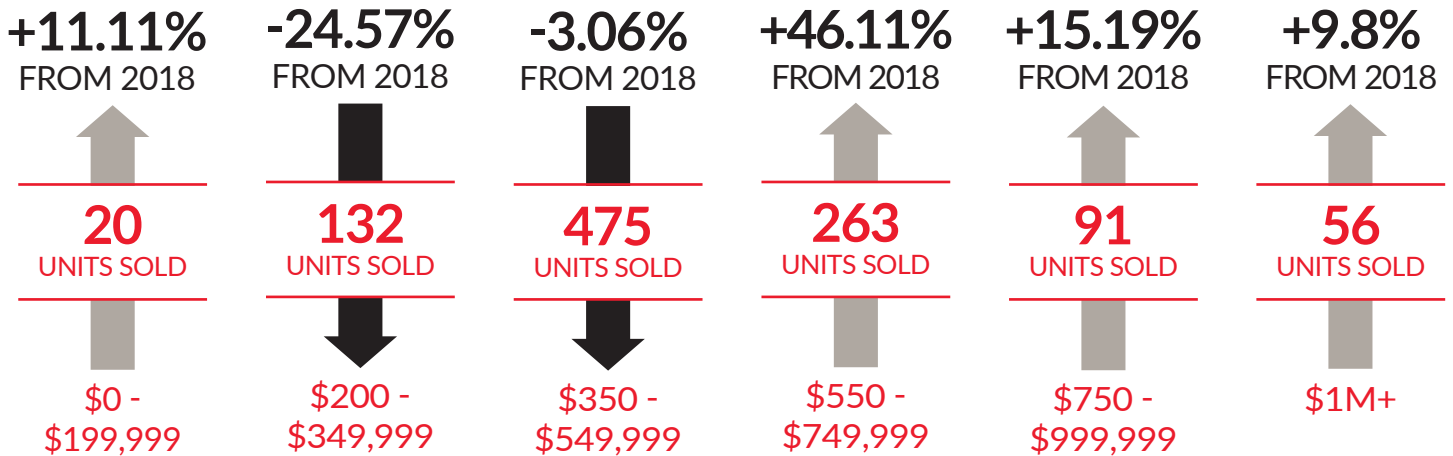 +11.11%
FROM 2018
20
UNITS SOLD
$0 -
$199,999
-24.57%
FROM 2018
132
UNITS SOLD
$200 -
$349,999
-3.06%
FROM 2018
475
UNITS SOLD
$350 -
$549,999
+46.11%
FROM 2018
263
UNITS SOLD
$550 -
$749,999
+15.19%
FROM 2018
91
UNITS SOLD
$750 -
$999,999
+9.8%
FROM 2018
56
UNITS SOLD
$1M+